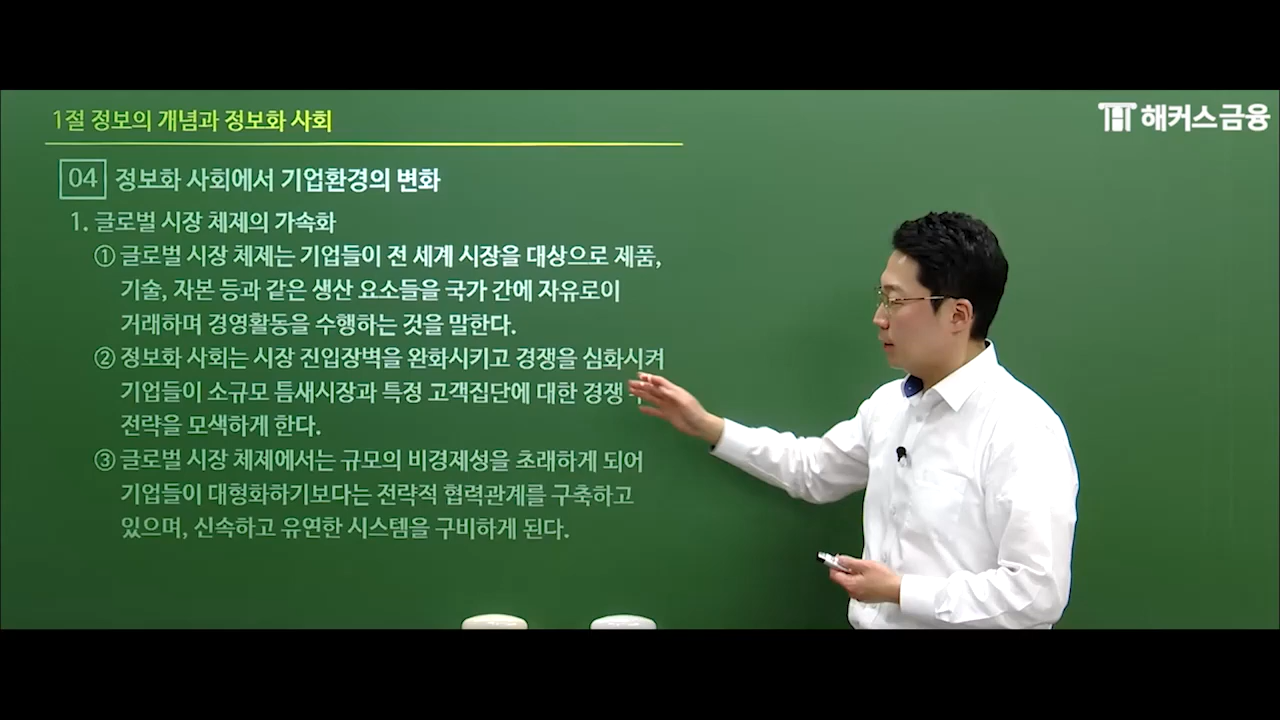 1절 정보의 개념과 정보화 사회
해커스금융
04 정보화 사회에서 기업환경의 변화
1. 글로벌 시장 체제의 가속화
① 글로벌 시장 체제는 기업들이 전 세계 시장을 대상으로 제품,
기술, 자본 등과 같은 생산 요소들을 국가 간에 자유로이
거래하며 경영활동을 수행하는 것을 말한다.
② 정보화 사회는 시장 진입장벽을 완화시키고 경쟁을 심화시켜
기업들이 소규모 틈새시장과 특정 고객집단에 대한 경쟁
전략을 모색하게 한다.
③ 글로벌 시장 체제에서는 규모의 비경제성을 초래하게 되어
기업들이 대형화하기보다는 전략적 협력관계를 구축하고
있으며, 신속하고 유연한 시스템을 구비하게 된다.